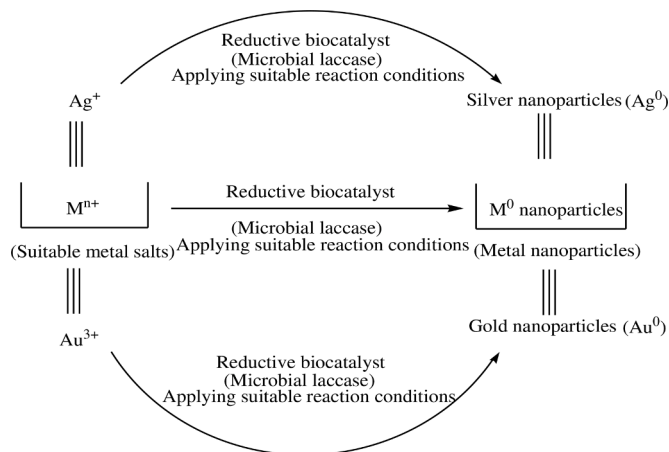 Reductive biocatalyst
(Microbial laccase)
Applying suitable reaction conditions
Ag⁺
Silver nanoparticles (Ag⁰)
Mⁿ⁺
Reductive biocatalyst
M⁰ nanoparticles
(Microbial laccase)
(Suitable metal salts)
Applying suitable reaction conditions
(Metal nanoparticles)
Au³⁺
Gold nanoparticles (Au⁰)
Reductive biocatalyst
(Microbial laccase)
Applying suitable reaction conditions